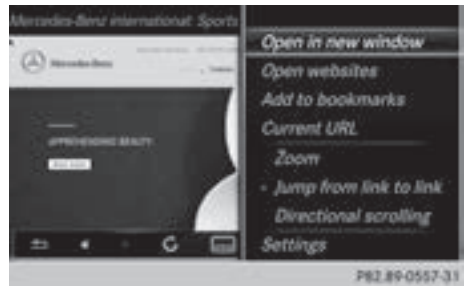 Mercedes-Benz international: Sports
Mercedes-Benz
APPREHENDING BEAUTY
Open in new window
Open websites
Add to bookmarks
Current URL
Zoom
Jump from link to link
Directional scrolling
Settings
P82.89-0557-31